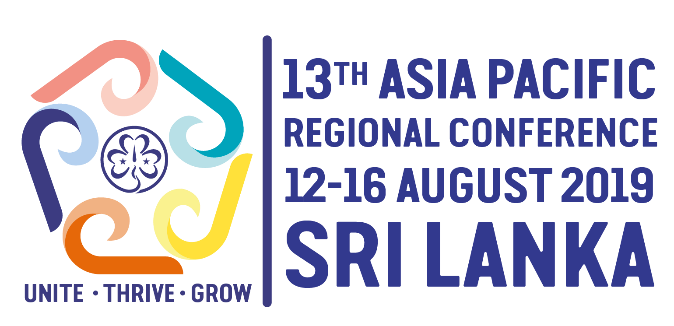 13TH ASIA PACIFIC
REGIONAL CONFERENCE
12-16 AUGUST 2019
SRI LANKA
UNITE · THRIVE · GROW